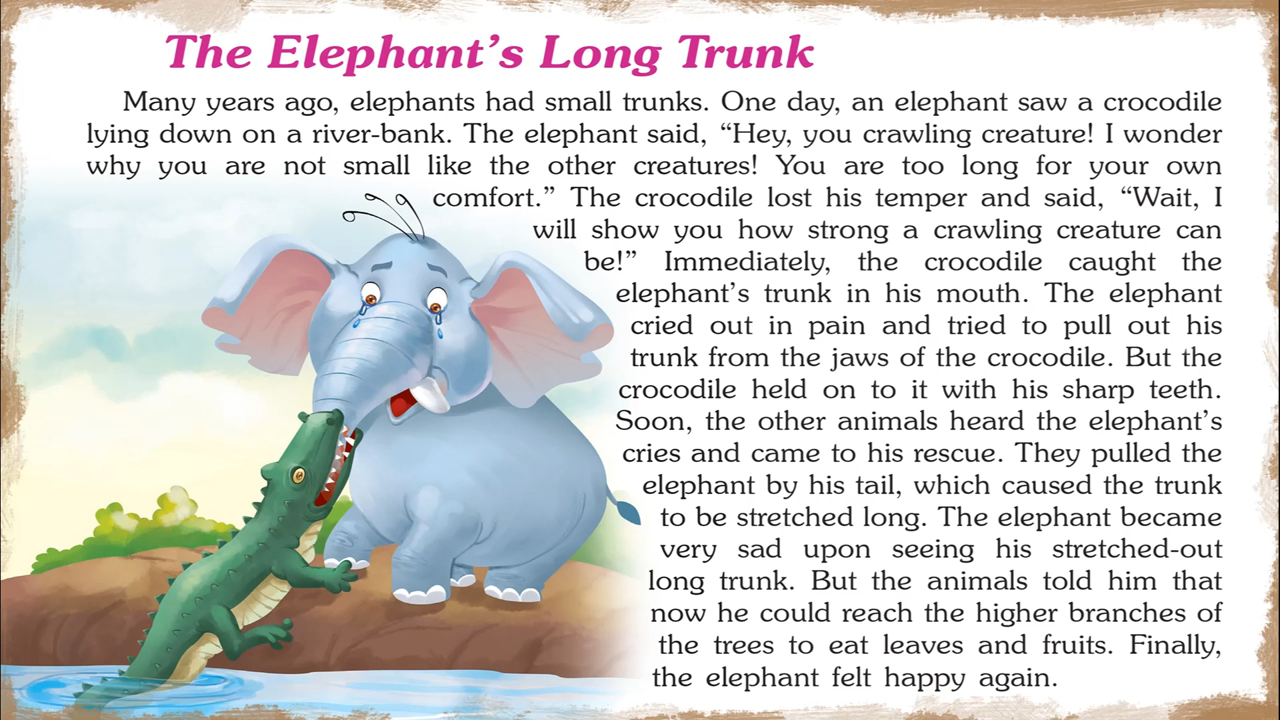 The Elephant's Long Trunk
Many years ago, elephants had small trunks. One day, an elephant saw a crocodile
lying down on a river-bank. The elephant said, “Hey, you crawling creature! I wonder
why you are not small like the other creatures! You are too long for your own
comfort.” The crocodile lost his temper and said, “Wait, I
will show you how strong a crawling creature can
be!” Immediately, the crocodile caught the
elephant’s trunk in his mouth. The elephant
cried out in pain and tried to pull out his
trunk from the jaws of the crocodile. But the
crocodile held on to it with his sharp teeth.
Soon, the other animals heard the elephant’s
cries and came to his rescue. They pulled the
elephant by his tail, which caused the trunk
to be stretched long. The elephant became
very sad upon seeing his stretched-out
long trunk. But the animals told him that
now he could reach the higher branches of
the trees to eat leaves and fruits. Finally,
the elephant felt happy again.